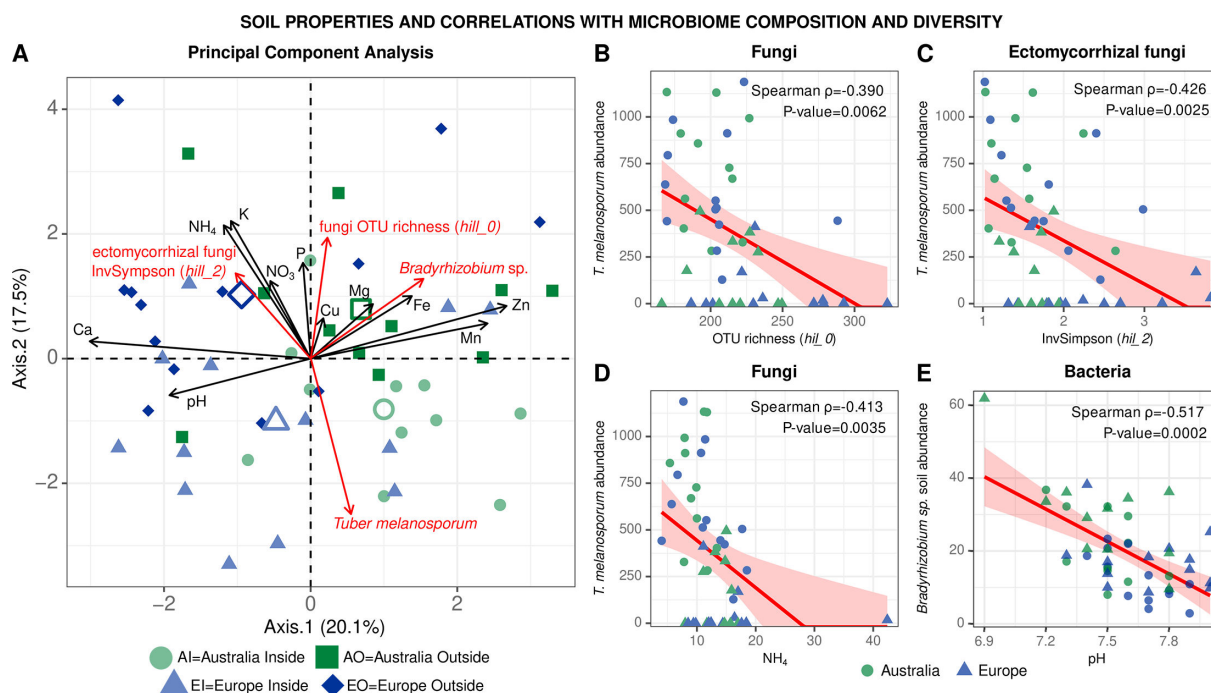 SOIL PROPERTIES AND CORRELATIONS WITH MICROBIOME COMPOSITION AND DIVERSITY
A
Principal Component Analysis
4
2
0
−2
Axis.2 (17.5%)
K
NH4
ectomycorrhizal fungi
InvSympson (hill_2)
NO3
P
fungi OTU richness (hill_0)
Bradyrhizobium sp.
Mg
Cu
Fe
Zn
Mn
Ca
pH
Tuber melanosporum
−2
0
2
Axis.1 (20.1%)
AI=Australia Inside
AO=Australia Outside
EI=Europe Inside
EO=Europe Outside
B
Fungi
Spearman ρ=-0.390
P-value=0.0062
T. melanosporum abundance
1000
750
500
250
0
200
250
300
OTU richness (hil_0)
C
Ectomycorrhizal fungi
Spearman ρ=-0.426
P-value=0.0025
T. melanosporum abundance
1000
750
500
250
0
1
2
3
InvSimpson (hil_2)
D
Fungi
Spearman ρ=-0.413
P-value=0.0035
T. melanosporum abundance
1000
750
500
250
0
10
20
30
40
NH4
E
Bacteria
Spearman ρ=-0.517
P-value=0.0002
Bradyrhizobium sp. soil abundance
60
40
20
0
6.9
7.2
7.5
7.8
pH
Australia
Europe